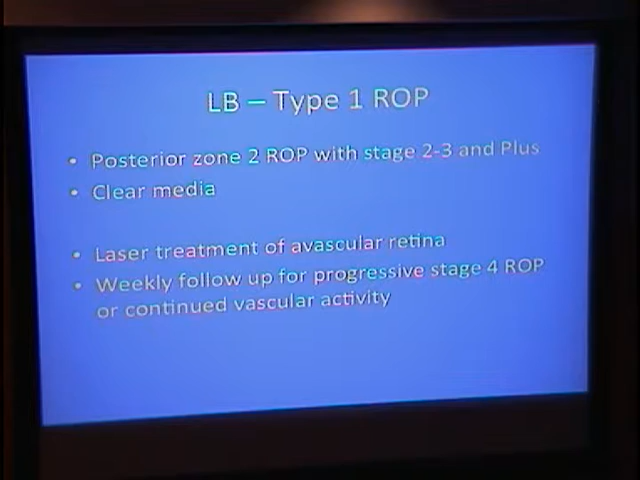 LB – Type 1 ROP
• Posterior zone 2 ROP with stage 2-3 and Plus
• Clear media
• Laser treatment of avascular retina
• Weekly follow up for progressive stage 4 ROP
or continued vascular activity